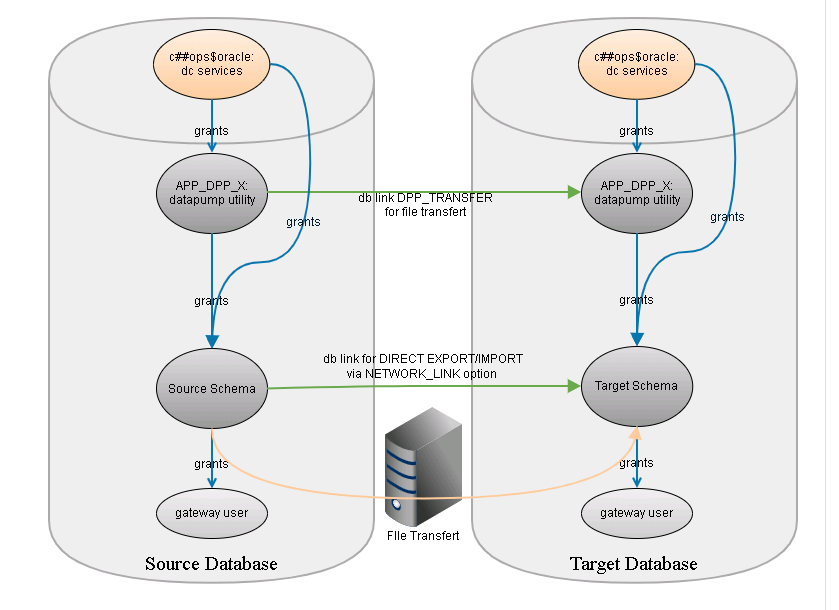 c##ops$oracle:
dc services
c##ops$oracle:
dc services
grants
grants
APP_DPP_X:
datapump utility
APP_DPP_X:
datapump utility
db link DPP_TRANSFER
for file transfert
grants
grants
grants
grants
db link for DIRECT EXPORT/IMPORT
via NETWORK_LINK option
Source Schema
Target Schema
grants
grants
gateway user
gateway user
FIle Transfert
Source Database
Target Database